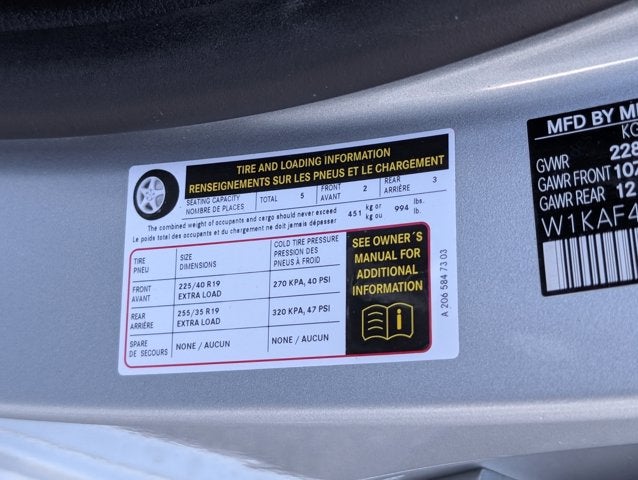 TIRE AND LOADING INFORMATION
RENSEIGNEMENTS SUR LES PNEUS ET LE CHARGEMENT
SEATING CAPACITY TOTAL 5 FRONT 2 REAR 3
NOMBRE DE PLACES AVANT ARRIÈRE
The combined weight of occupants and cargo should never exceed 451 kg or 994 lbs.
Le poids total des occupants et du chargement ne doit jamais dépasser kg ou lb.
TIRE SIZE COLD TIRE PRESSURE
PNEU DIMENSIONS PRESSION DES
PNEUS À FROID
FRONT 225/40 R19 270 KPA, 40 PSI
AVANT EXTRA LOAD
REAR 255/35 R19 320 KPA, 47 PSI
ARRIÈRE EXTRA LOAD
SPARE NONE / AUCUN NONE / AUCUN
DE SECOURS
SEE OWNER´S
MANUAL FOR
ADDITIONAL
INFORMATION
A 206 584 73 03
MFD BY
GVWR 228
GAWR FRONT 107
GAWR REAR 12
W1KAF4